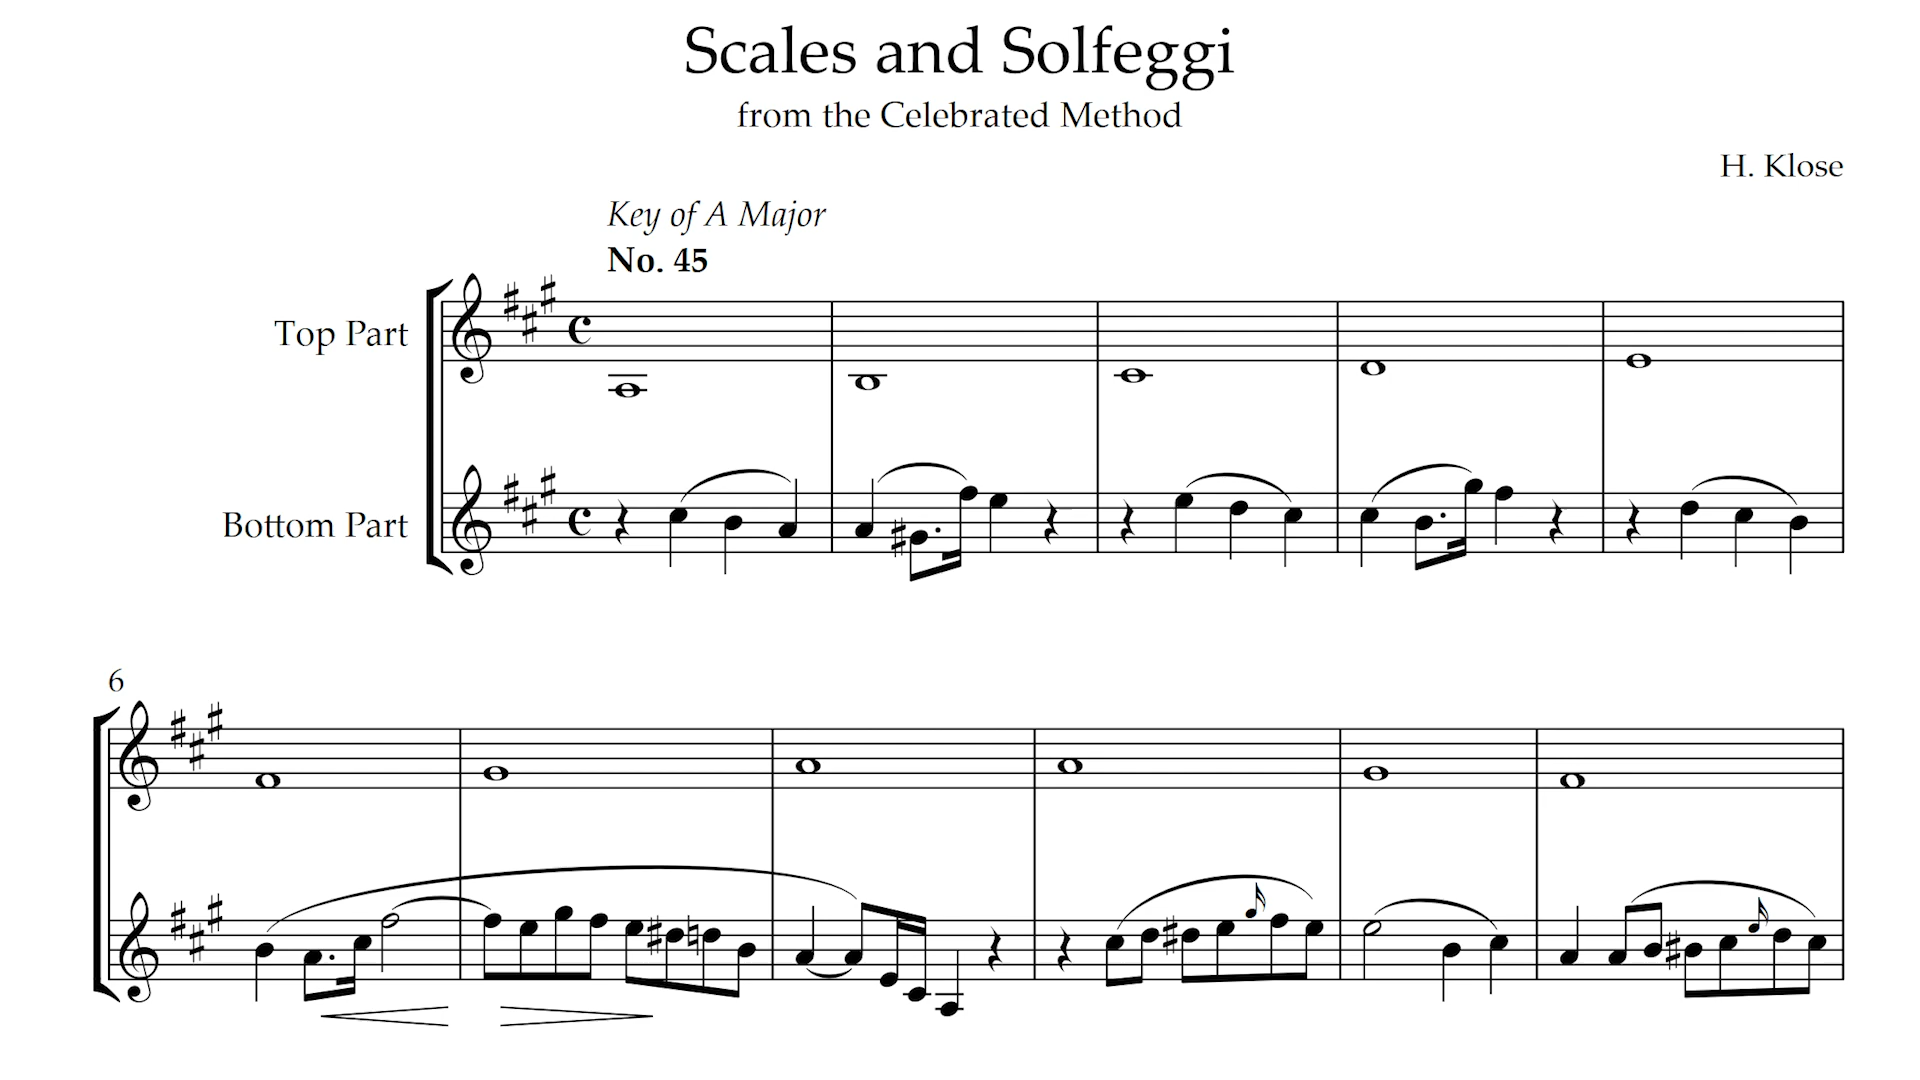 Scales and Solfeggi
from the Celebrated Method
H. Klose
Key of A Major
No. 45
Top Part
Bottom Part
6